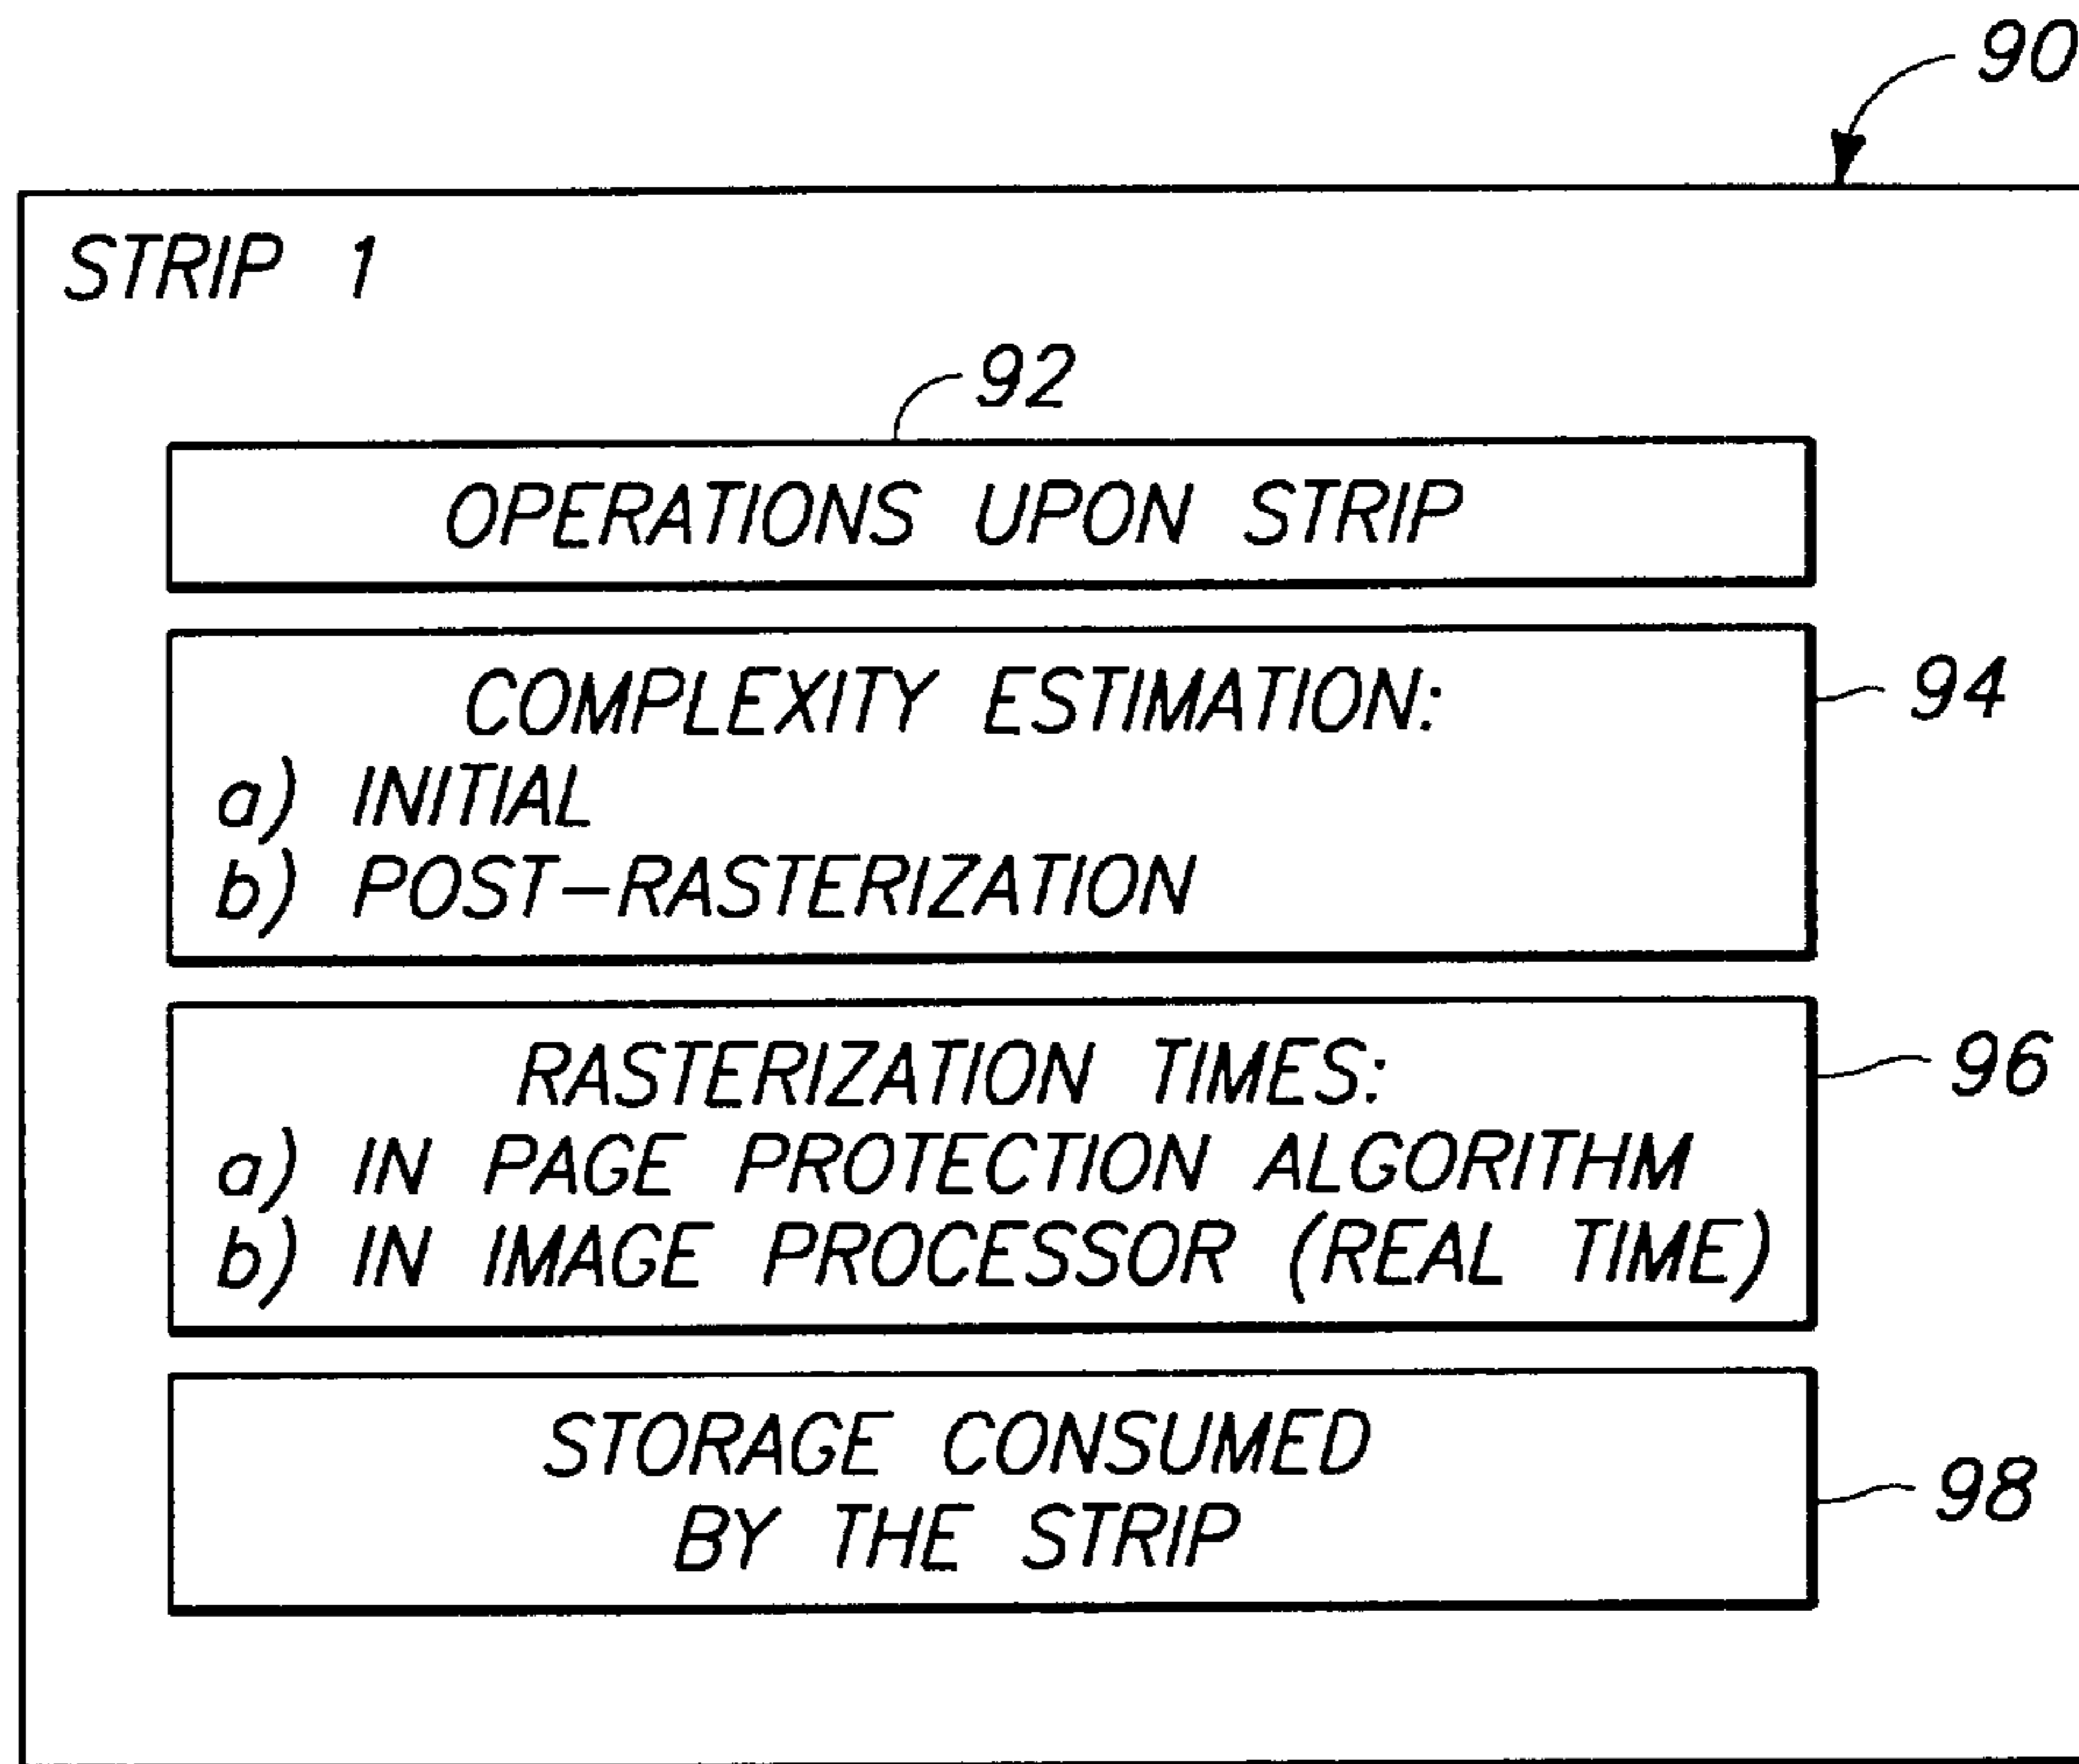 90
STRIP 1
92
OPERATIONS UPON STRIP
COMPLEXITY ESTIMATION:
94
a) INITIAL
b) POST-RASTERIZATION
RASTERIZATION TIMES:
96
a) IN PAGE PROTECTION ALGORITHM
b) IN IMAGE PROCESSOR (REAL TIME)
STORAGE CONSUMED
98
BY THE STRIP